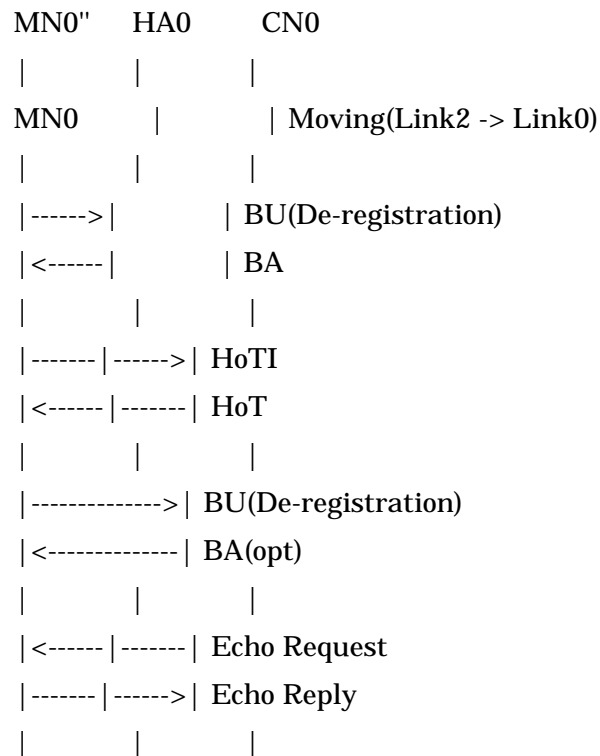 MN0'' HA0 CN0
| | |
MN0 | | Moving(Link2 -> Link0)
| | |
|------>| | BU(De-registration)
|<------| | BA
| | |
|-------|------>| HoTI
|<------|-------| HoT
| | |
|-------------->| BU(De-registration)
|<--------------| BA(opt)
| | |
|<------|-------| Echo Request
|-------|------>| Echo Reply
| | |